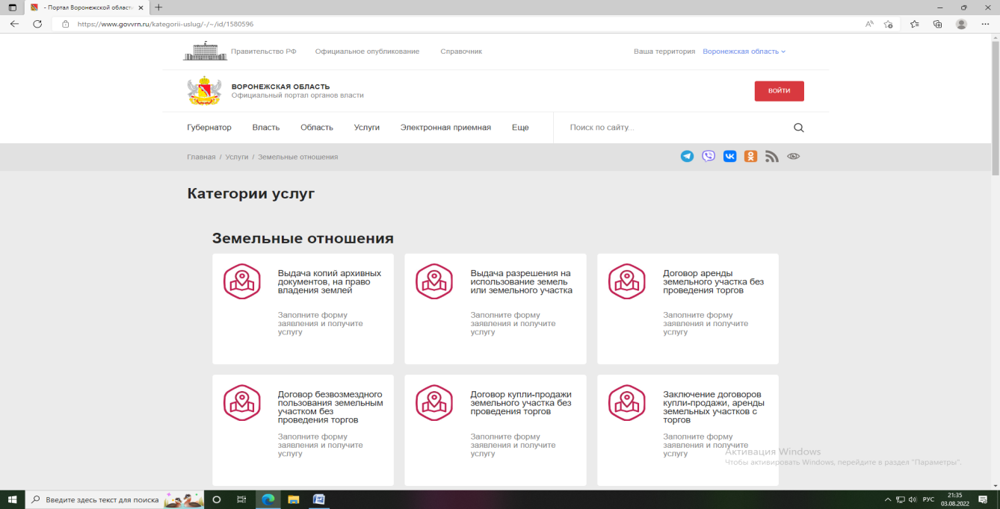 - Портал Воронежской област
https://www.govvrn.ru/kategorii-uslug/-/~/id/1580596
Правительство РФ Официальное опубликование Справочник Ваша территория Воронежская область
ВОРОНЕЖСКАЯ ОБЛАСТЬ
Официальный портал органов власти
ВОЙТИ
Губернатор Власть Область Услуги Электронная приемная Еще Поиск по сайту...
Главная / Услуги / Земельные отношения
Категории услуг
Земельные отношения
Выдача копий архивных
документов, на право
владения землей
Заполните форму
заявления и получите
услугу
Выдача разрешения на
использование земель
или земельного участка
Заполните форму
заявления и получите
услугу
Договор аренды
земельного участка без
проведения торгов
Заполните форму
заявления и получите
услугу
Договор безвозмездного
пользования земельным
участком без
проведения торгов
Заполните форму
заявления и получите
услугу
Договор купли-продажи
земельного участка без
проведения торгов
Заполните форму
заявления и получите
услугу
Заключение договоров
купли-продажи, аренды
земельных участков с
торгов
Заполните форму
заявления и получите
услугу
Активация Windows
Чтобы активировать Windows, перейдите в раздел "Параметры".
Введите здесь текст для поиска
РУС
21:35
03.08.2022